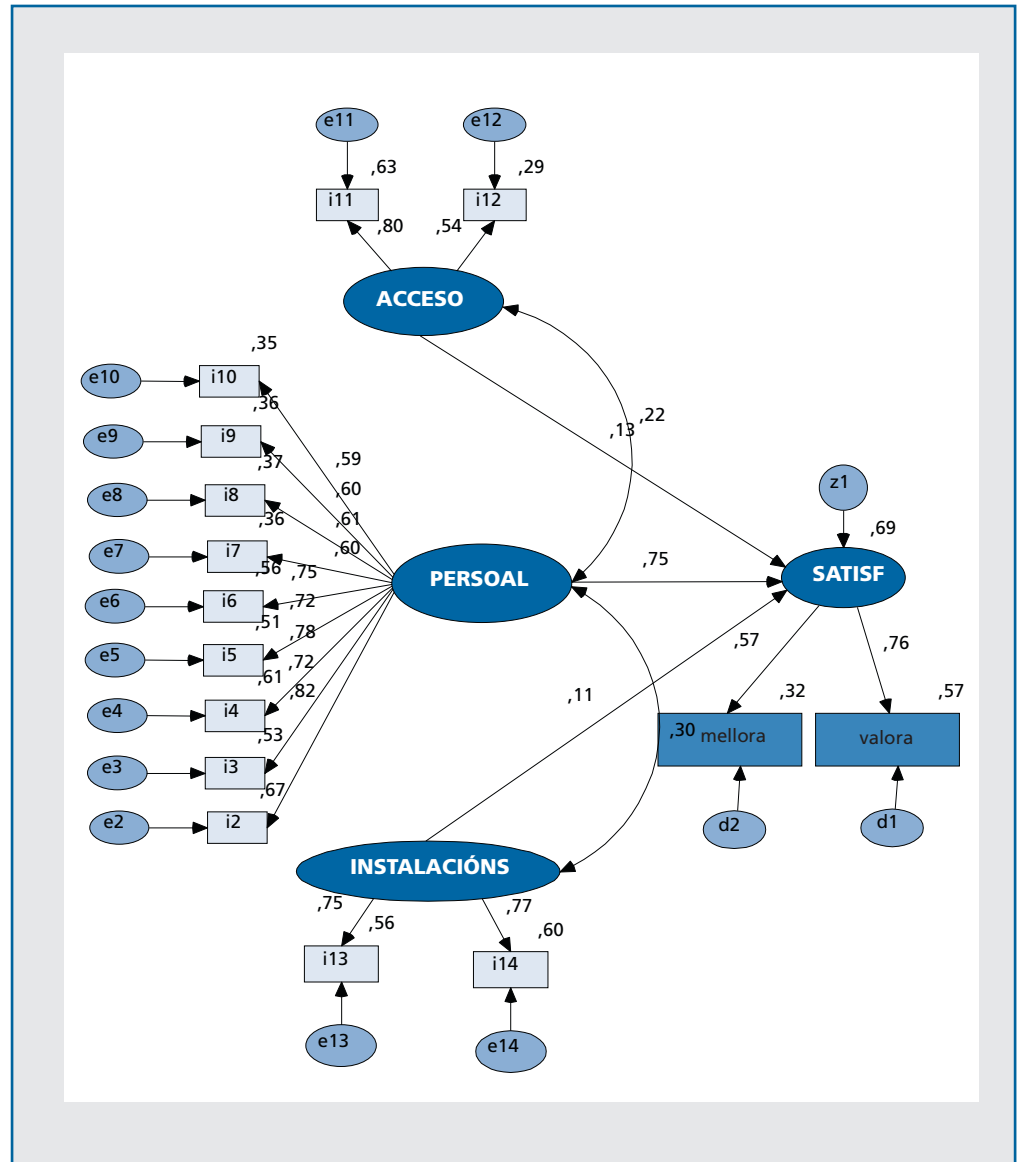 e11 e12
,63 ,29
i11 i12
,80 ,54
ACCESO
,35
e10 i10
,36
,22
,13
e9 i9
,59
,37
z1
,60
e8 i8
,61
,36
,69
e7 i7
,60
,75
PERSOAL
SATISF
,56 ,75
e6 i6
,72
,51
,78
,57 ,76
e5 i5
,72
,61
,82
,11
,32 ,57
e4 i4
,53
,30
mellora valora
e3 i3
,67
e2 i2
d2 d1
INSTALACIÓNS
,75 ,77
,56 ,60
i13 i14
e13 e14